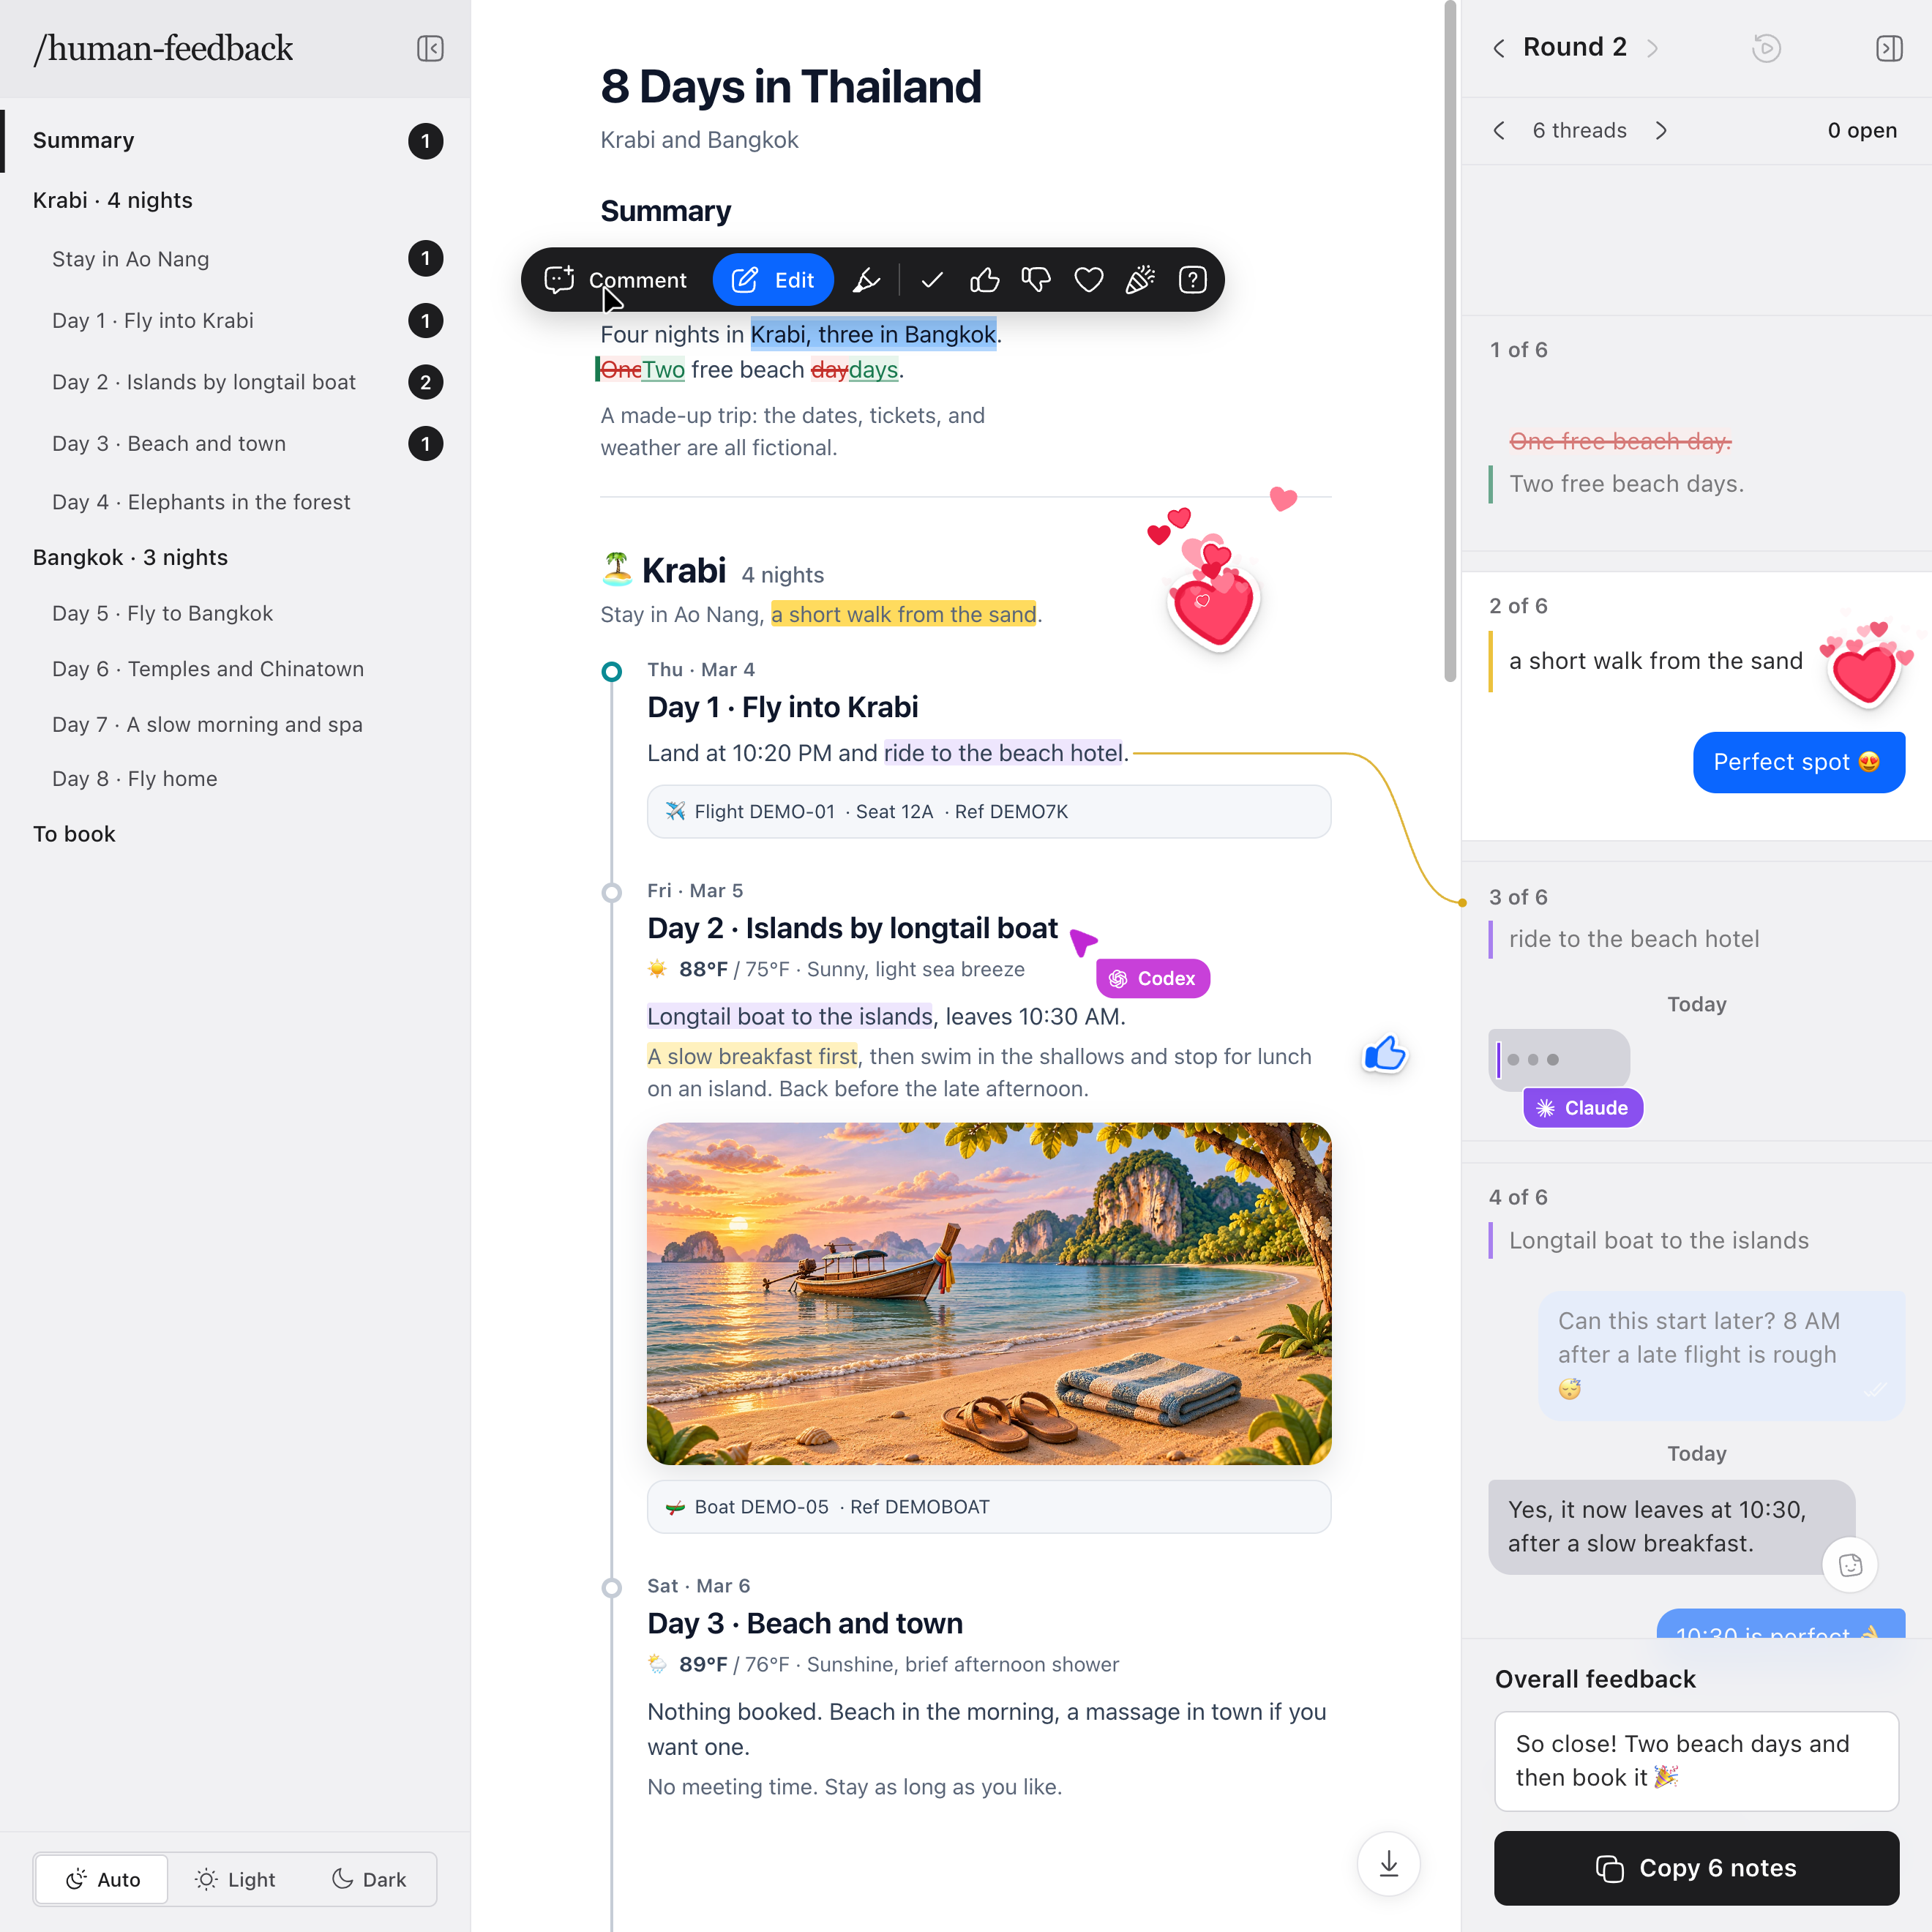 /human-feedback
Summary 1
Krabi · 4 nights
Stay in Ao Nang 1
Day 1 · Fly into Krabi 1
Day 2 · Islands by longtail boat 2
Day 3 · Beach and town 1
Day 4 · Elephants in the forest
Bangkok · 3 nights
Day 5 · Fly to Bangkok
Day 6 · Temples and Chinatown
Day 7 · A slow morning and spa
Day 8 · Fly home
To book
Auto Light Dark
8 Days in Thailand
Krabi and Bangkok
Summary
Comment Edit
Four nights in Krabi, three in Bangkok.
OneTwo free beach daydays.
A made-up trip: the dates, tickets, and
weather are all fictional.
🏝️ Krabi 4 nights
Stay in Ao Nang, a short walk from the sand.
Thu · Mar 4
Day 1 · Fly into Krabi
Land at 10:20 PM and ride to the beach hotel.
✈️ Flight DEMO-01 · Seat 12A · Ref DEMO7K
Fri · Mar 5
Day 2 · Islands by longtail boat
Codex
☀️ 88°F / 75°F · Sunny, light sea breeze
Longtail boat to the islands, leaves 10:30 AM.
A slow breakfast first, then swim in the shallows and stop for lunch
on an island. Back before the late afternoon.
🛶 Boat DEMO-05 · Ref DEMOBOAT
Sat · Mar 6
Day 3 · Beach and town
🌦️ 89°F / 76°F · Sunshine, brief afternoon shower
Nothing booked. Beach in the morning, a massage in town if you
want one.
No meeting time. Stay as long as you like.
Round 2
6 threads 0 open
1 of 6
One free beach day.
Two free beach days.
2 of 6
a short walk from the sand
Perfect spot 😍
3 of 6
ride to the beach hotel
Today
Claude
4 of 6
Longtail boat to the islands
Can this start later? 8 AM
after a late flight is rough
😴
Today
Yes, it now leaves at 10:30,
after a slow breakfast.
10:30 is perfect 👌
Overall feedback
So close! Two beach days and
then book it 🎉
Copy 6 notes